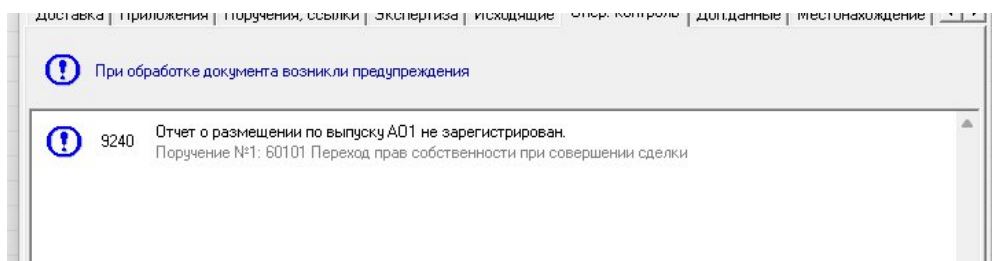 Доставка | Приложения | Поручения, ссылки | Экспертиза | Исходящие | Опер. контроль | Доп.данные | Местонахождение
При обработке документа возникли предупреждения
9240 Отчет о размещении по выпуску АО1 не зарегистрирован.
Поручение №1: 60101 Переход прав собственности при совершении сделки